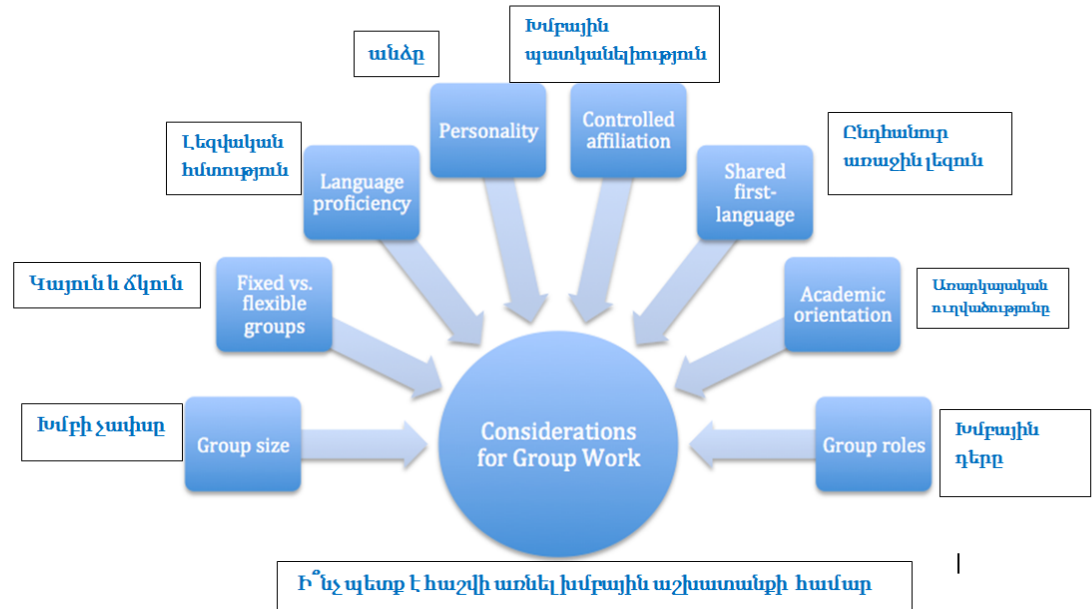 Խմբային
պատկանելիություն
անձը
Personality
Controlled
affiliation
Լեզվական
հմտություն
Language
proficiency
Ընդհանուր
առաջին լեզուն
Shared
first-
language
Կայուն և ճկուն
Fixed vs.
flexible
groups
Academic
orientation
Առարկայական
ուղվածությունը
Խմբի չափսը
Group size
Considerations
for Group Work
Group roles
Խմբային
դերը
Ի՞նչ պետք է հաշվի առնել խմբային աշխատանքի համար